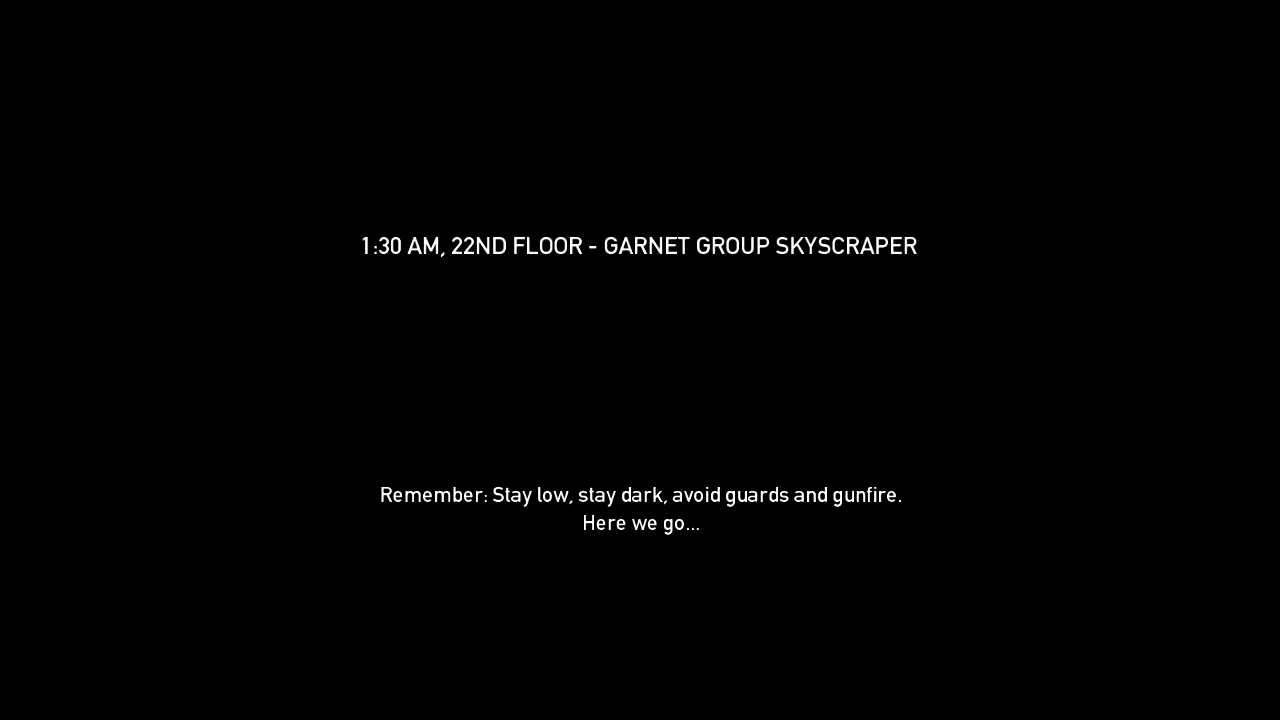 1:30 AM, 22ND FLOOR - GARNET GROUP SKYSCRAPER
Remember: Stay low, stay dark, avoid guards and gunfire.
Here we go...